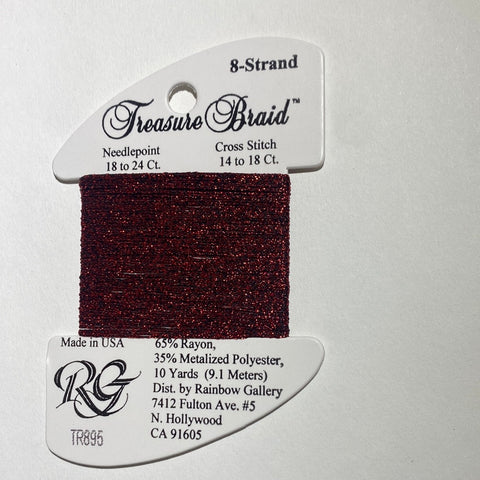 8-Strand
Treasure Braid™
Needlepoint
18 to 24 Ct.
Cross Stitch
14 to 18 Ct.
Made in USA
RG
TR895
65% Rayon,
35% Metalized Polyester,
10 Yards (9.1 Meters)
Dist. by Rainbow Gallery
7412 Fulton Ave. #5
N. Hollywood
CA 91605